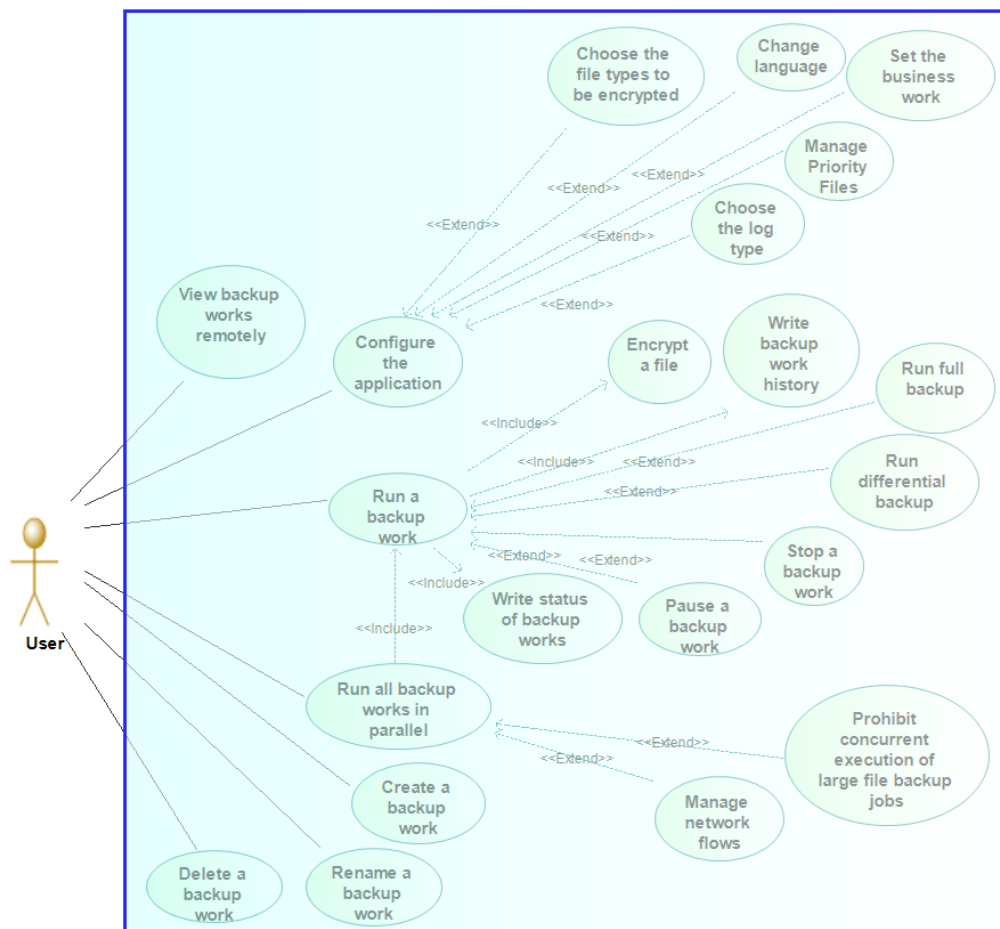 Choose the
file types to
be encrypted
Change
language
Set the
business
work
Manage
Priority
Files
<<Extend>>
<<Extend>>
Choose
the log
type
<<Extend>>
<<Extend>>
View backup
works
remotely
<<Extend>>
Configure
the
application
Encrypt
a file
Write
backup
work
history
Run full
backup
<<Include>>
<<Include>>
<<Extend>>
Run
differential
backup
<<Extend>>
Run a
backup
work
Stop a
backup
work
<<Extend>>
<<Extend>>
<<Include>>
Write status
of backup
works
Pause a
backup
work
User
<<Include>>
Run all backup
works in
parallel
Prohibit
concurrent
execution of
large file backup
jobs
<<Extend>>
<<Extend>>
Create a
backup
work
Manage
network
flows
Delete a
backup
work
Rename a
backup
work